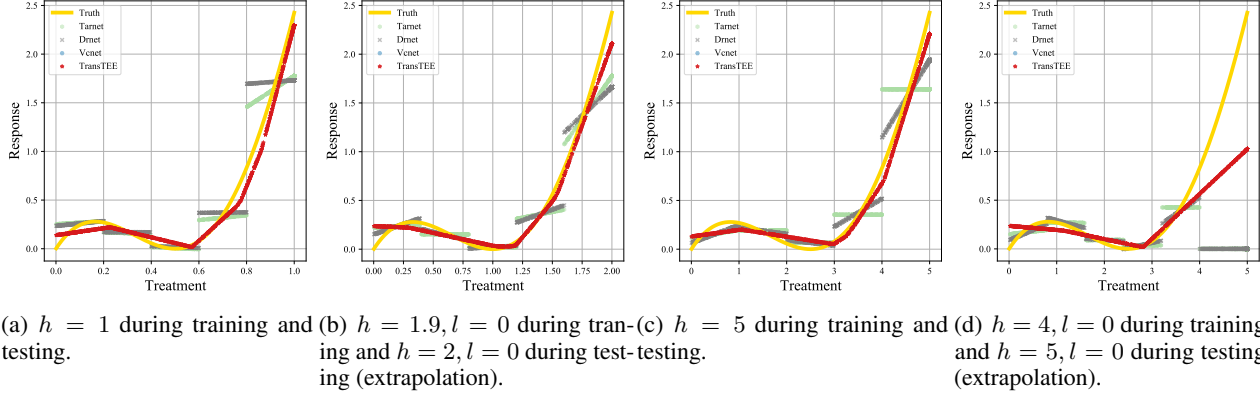 2.5
2.0
1.5
1.0
0.5
0.0
Response
Truth
Tarnet
Drnet
Vcnet
TransTEE
0.0 0.2 0.4 0.6 0.8 1.0
Treatment
2.5
2.0
1.5
1.0
0.5
0.0
Response
Truth
Tarnet
Drnet
Vcnet
TransTEE
0.00 0.25 0.50 0.75 1.00 1.25 1.50 1.75 2.00
Treatment
2.5
2.0
1.5
1.0
0.5
0.0
Response
Truth
Tarnet
Drnet
Vcnet
TransTEE
0 1 2 3 4 5
Treatment
2.5
2.0
1.5
1.0
0.5
0.0
Response
Truth
Tarnet
Drnet
Vcnet
TransTEE
0 1 2 3 4 5
Treatment
(a) h = 1 during training and
testing.
(b) h = 1.9, l = 0 during tran-
ing and h = 2, l = 0 during test-
ing (extrapolation).
(c) h = 5 during training and
testing.
(d) h = 4, l = 0 during training
and h = 5, l = 0 during testing
(extrapolation).